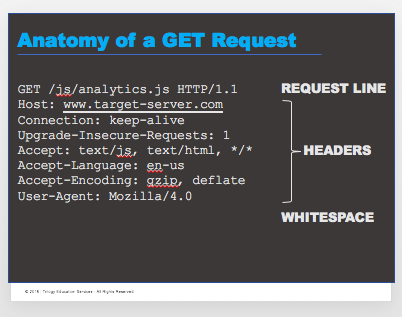 Anatomy of a GET Request
GET /js/analytics.js HTTP/1.1
REQUEST LINE
Host: www.target-server.com
Connection: keep-alive
Upgrade-Insecure-Requests: 1
Accept: text/js, text/html, */*
HEADERS
Accept-Language: en-us
Accept-Encoding: gzip, deflate
User-Agent: Mozilla/4.0
WHITESPACE
Trilogy Education Services - All Rights Reserved